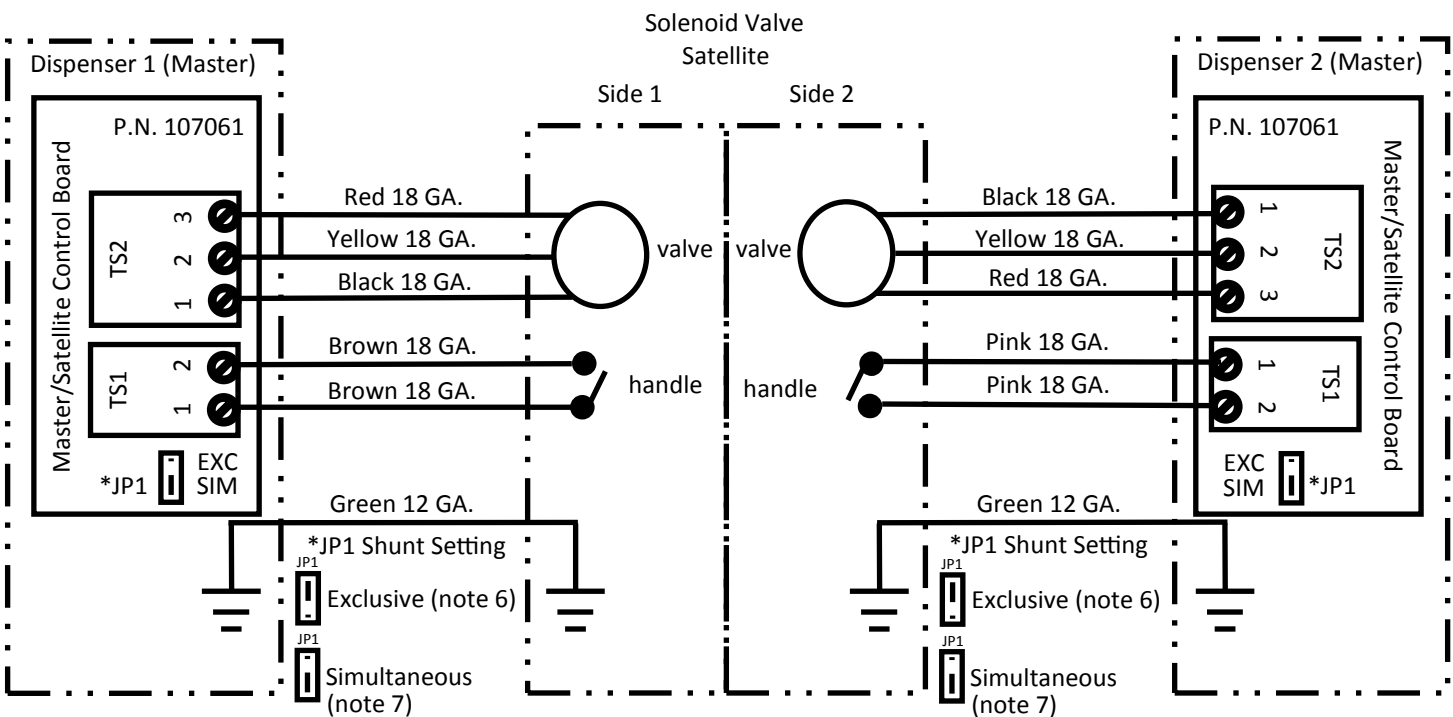 Solenoid Valve
Satellite
Side 1
Side 2
Dispenser 1 (Master)
P.N. 107061
Master/Satellite Control Board
TS2
3
2
1
TS1
2
1
*JP1
EXC
SIM
Red 18 GA.
Yellow 18 GA.
Black 18 GA.
Brown 18 GA.
Brown 18 GA.
Green 12 GA.
*JP1 Shunt Setting
JP1
Exclusive (note 6)
JP1
Simultaneous
(note 7)
valve
handle
valve
handle
Black 18 GA.
Yellow 18 GA.
Red 18 GA.
Pink 18 GA.
Pink 18 GA.
Green 12 GA.
*JP1 Shunt Setting
JP1
Exclusive (note 6)
JP1
Simultaneous
(note 7)
Dispenser 2 (Master)
P.N. 107061
Master/Satellite Control Board
1
2
3
TS2
1
2
TS1
EXC
SIM
*JP1